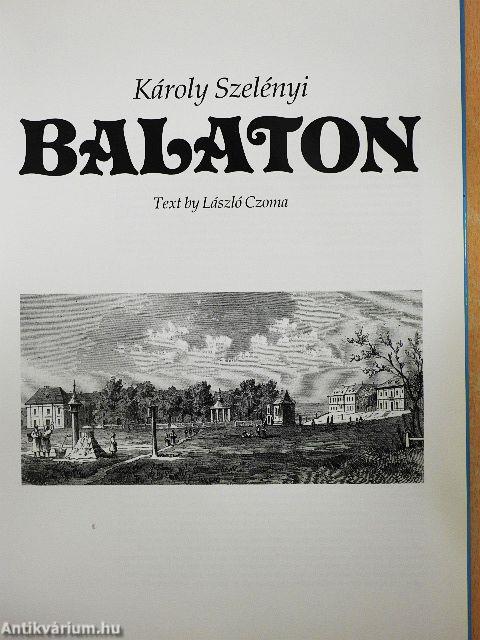 Károly Szelényi
BALATON
Text by László Czoma
Antikvárium.hu